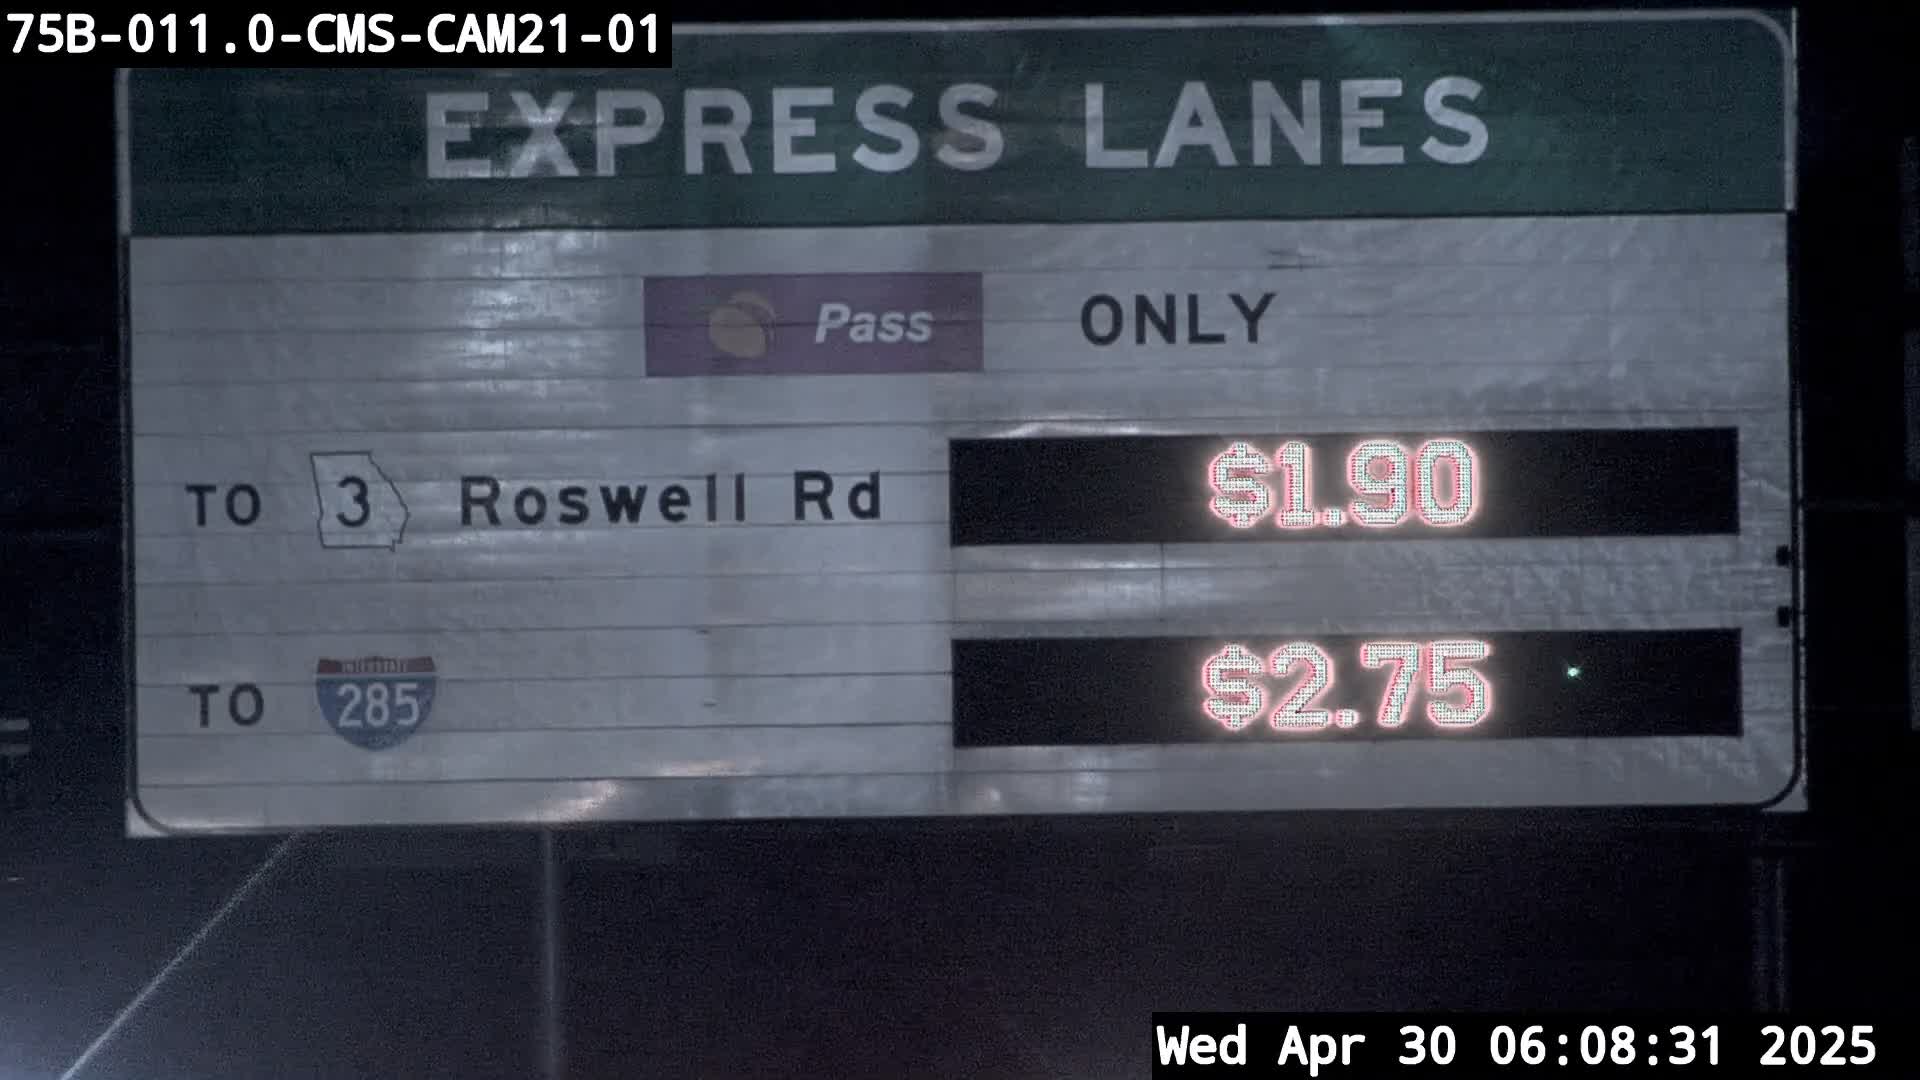 75B-011.0-CMS-CAM21-01
EXPRESS LANES
Pass ONLY
TO 3 Roswell Rd $1.90
INTERSTATE
TO 285 $2.75
Wed Apr 30 06:08:31 2025